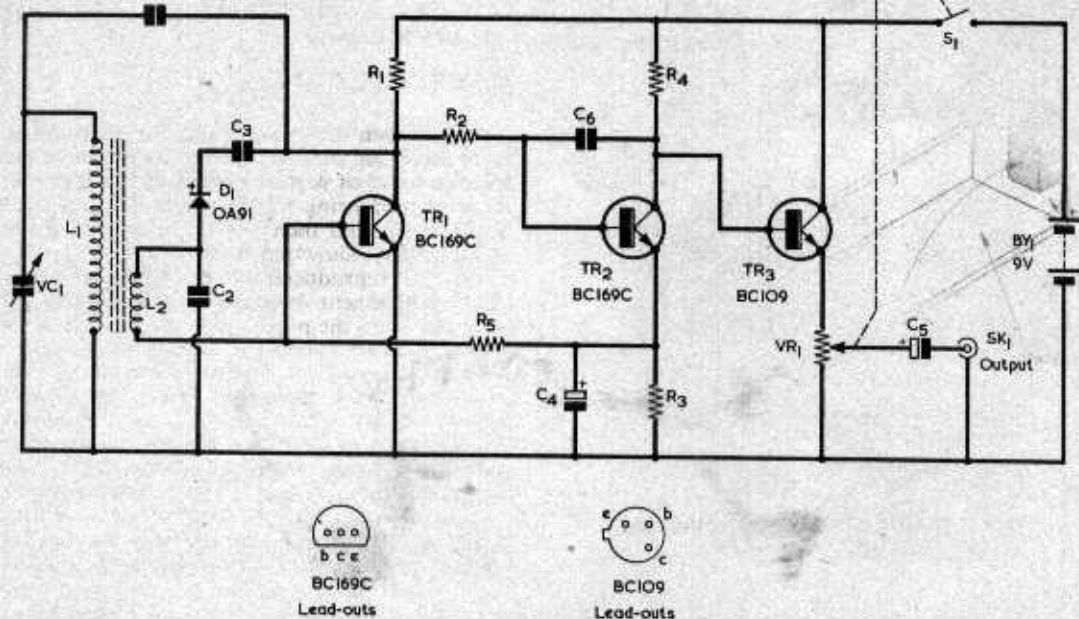 R1
R4
S1
R2
C6
C3
+
D1
OA91
TR1
BC169C
TR2
BC169C
TR3
BC109
+
BY1
9V
L1
VC1
L2
C2
R5
VR1
+
C5
SK1
Output
C4
+
R3
b c e
BC169C
Lead-outs
e
b
c
BC109
Lead-outs